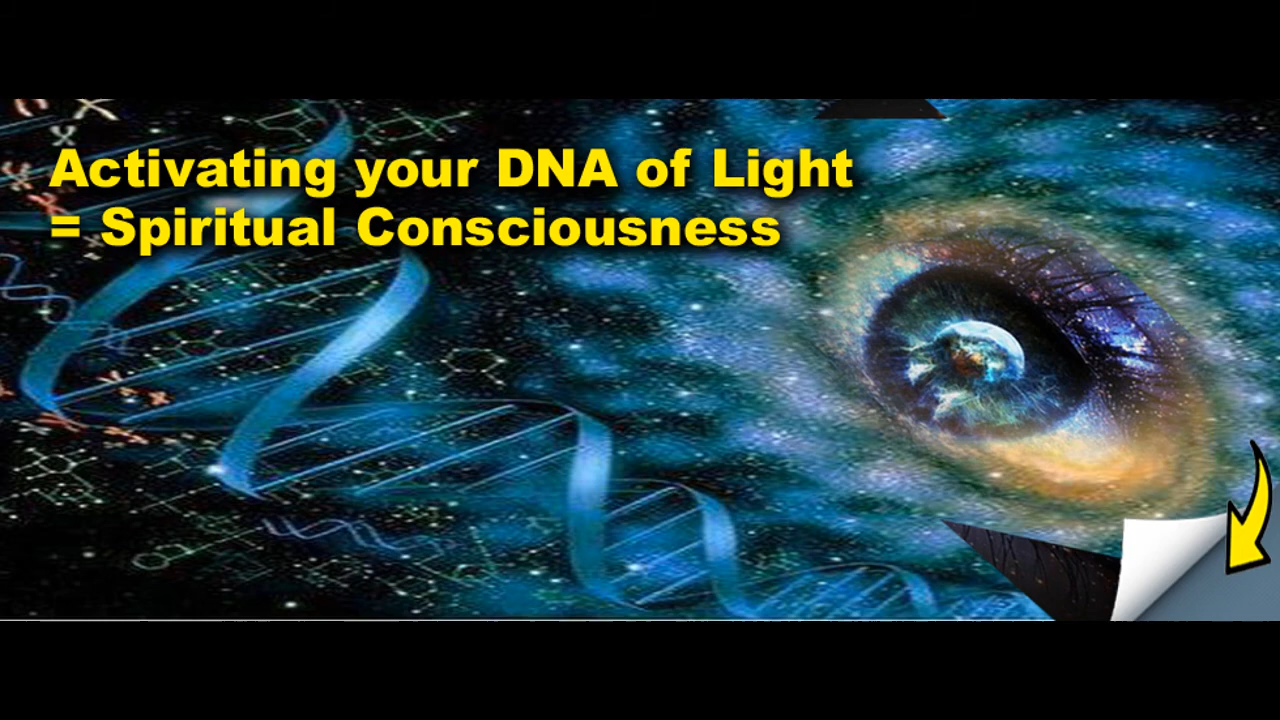 Activating your DNA of Light
= Spiritual Consciousness